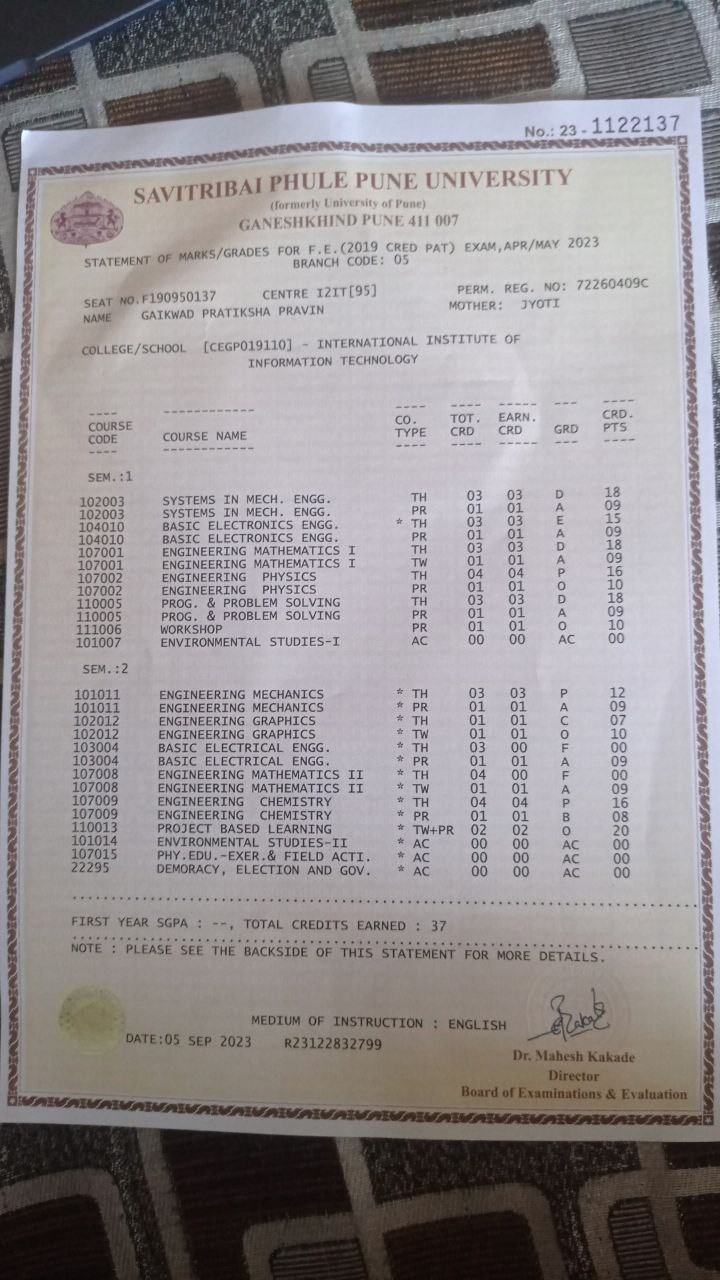 No.: 23 - 1122137
SAVITRIBAI PHULE PUNE UNIVERSITY
(formerly University of Pune)
GANESHKHIND PUNE 411 007
STATEMENT OF MARKS/GRADES FOR F.E.(2019 CRED PAT) EXAM,APR/MAY 2023
BRANCH CODE: 05
SEAT NO.F190950137 CENTRE I2IT[95] PERM. REG. NO: 72260409C
NAME GAIKWAD PRATIKSHA PRAVIN MOTHER: JYOTI
COLLEGE/SCHOOL [CEGP019110] - INTERNATIONAL INSTITUTE OF
INFORMATION TECHNOLOGY
---- ------------ ---- ---- ----- --- ----
COURSE CO. TOT. EARN. CRD.
CODE COURSE NAME TYPE CRD CRD GRD PTS
---- ------------ ---- ---- ----- --- ----
SEM.:1
102003 SYSTEMS IN MECH. ENGG. TH 03 03 D 18
102003 SYSTEMS IN MECH. ENGG. PR 01 01 A 09
104010 BASIC ELECTRONICS ENGG. * TH 03 03 E 15
104010 BASIC ELECTRONICS ENGG. PR 01 01 A 09
107001 ENGINEERING MATHEMATICS I TH 03 03 D 18
107001 ENGINEERING MATHEMATICS I TW 01 01 A 09
107002 ENGINEERING PHYSICS TH 04 04 P 16
107002 ENGINEERING PHYSICS PR 01 01 O 10
110005 PROG. & PROBLEM SOLVING TH 03 03 D 18
110005 PROG. & PROBLEM SOLVING PR 01 01 A 09
111006 WORKSHOP PR 01 01 O 10
101007 ENVIRONMENTAL STUDIES-I AC 00 00 AC 00
SEM.:2
101011 ENGINEERING MECHANICS * TH 03 03 P 12
101011 ENGINEERING MECHANICS * PR 01 01 A 09
102012 ENGINEERING GRAPHICS * TH 01 01 C 07
102012 ENGINEERING GRAPHICS * TW 01 01 O 10
103004 BASIC ELECTRICAL ENGG. * TH 03 00 F 00
103004 BASIC ELECTRICAL ENGG. * PR 01 01 A 09
107008 ENGINEERING MATHEMATICS II * TH 04 00 F 00
107008 ENGINEERING MATHEMATICS II * TW 01 01 A 09
107009 ENGINEERING CHEMISTRY * TH 04 04 P 16
107009 ENGINEERING CHEMISTRY * PR 01 01 B 08
110013 PROJECT BASED LEARNING * TW+PR 02 02 O 20
101014 ENVIRONMENTAL STUDIES-II * AC 00 00 AC 00
107015 PHY.EDU.-EXER.& FIELD ACTI. * AC 00 00 AC 00
22295 DEMORACY, ELECTION AND GOV. * AC 00 00 AC 00
FIRST YEAR SGPA : --, TOTAL CREDITS EARNED : 37
NOTE : PLEASE SEE THE BACKSIDE OF THIS STATEMENT FOR MORE DETAILS.
MEDIUM OF INSTRUCTION : ENGLISH
DATE:05 SEP 2023 R23122832799
Dr. Mahesh Kakade
Director
Board of Examinations & Evaluation